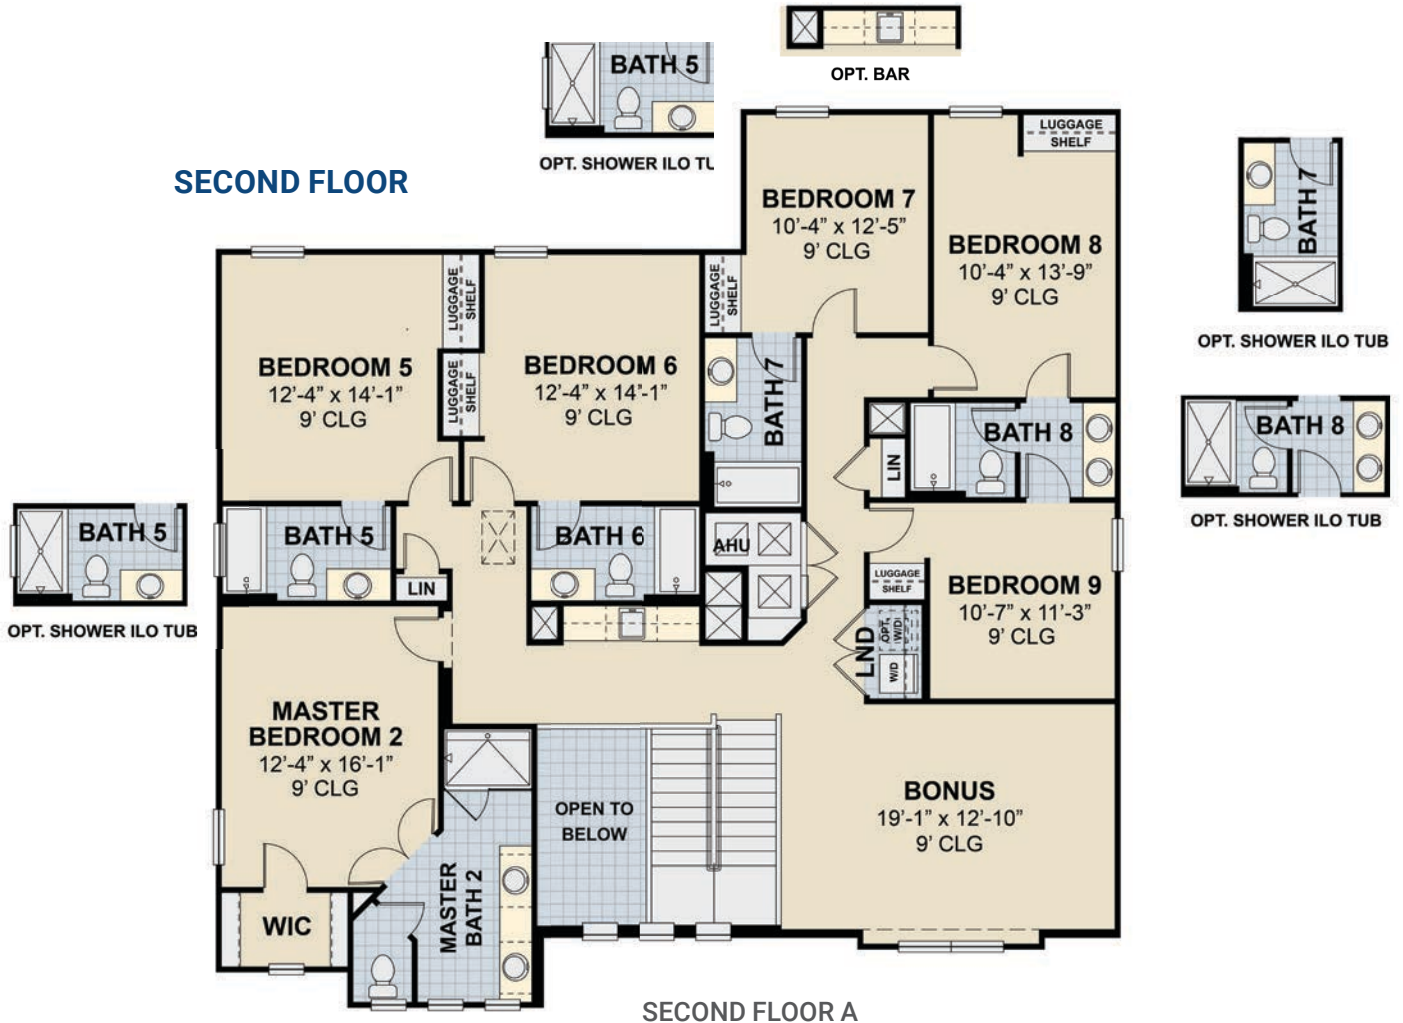 OPT. BAR
BATH 5
OPT. SHOWER ILO TU
SECOND FLOOR
LUGGAGE
SHELF
BEDROOM 7
10'-4" x 12'-5"
9' CLG
BEDROOM 8
10'-4" x 13'-9"
9' CLG
BATH 7
OPT. SHOWER ILO TUB
LUGGAGE
SHELF
LUGGAGE
SHELF
LUGGAGE
SHELF
BEDROOM 5
12'-4" x 14'-1"
9' CLG
BEDROOM 6
12'-4" x 14'-1"
9' CLG
BATH 7
BATH 8
LIN
BATH 8
OPT. SHOWER ILO TUB
BATH 5
OPT. SHOWER ILO TUB
BATH 5
LIN
BATH 6
AHU
LUGGAGE
SHELF
BEDROOM 9
10'-7" x 11'-3"
9' CLG
LND
OPT.
W/D
W/D
MASTER
BEDROOM 2
12'-4" x 16'-1"
9' CLG
OPEN TO
BELOW
BONUS
19'-1" x 12'-10"
9' CLG
WIC
MASTER
BATH 2
SECOND FLOOR A